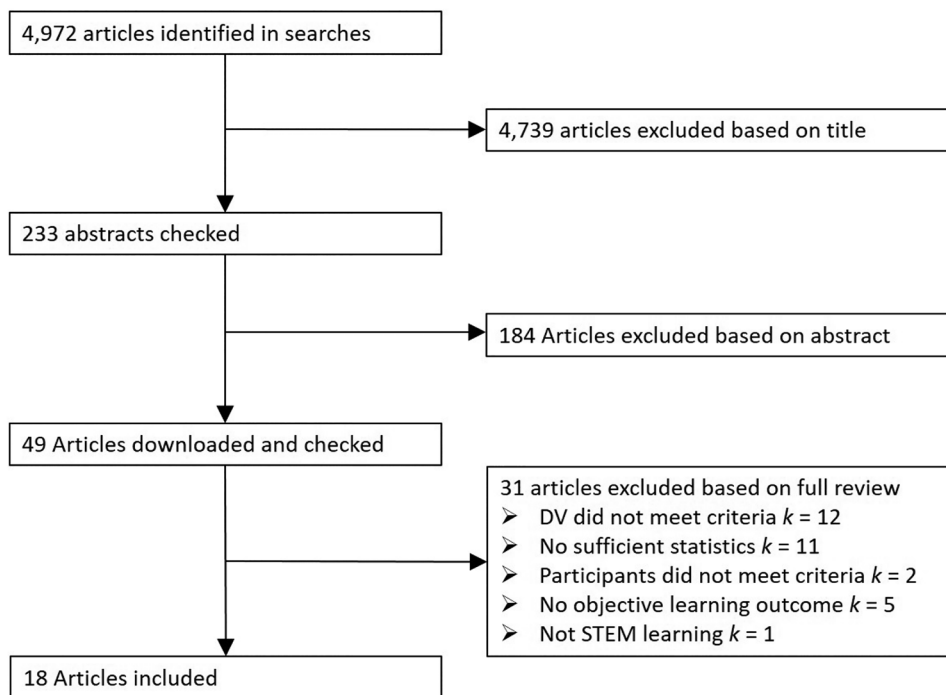 4,972 articles identified in searches
4,739 articles excluded based on title
233 abstracts checked
184 Articles excluded based on abstract
49 Articles downloaded and checked
31 articles excluded based on full review
➢ DV did not meet criteria k = 12
➢ No sufficient statistics k = 11
➢ Participants did not meet criteria k = 2
➢ No objective learning outcome k = 5
➢ Not STEM learning k = 1
18 Articles included